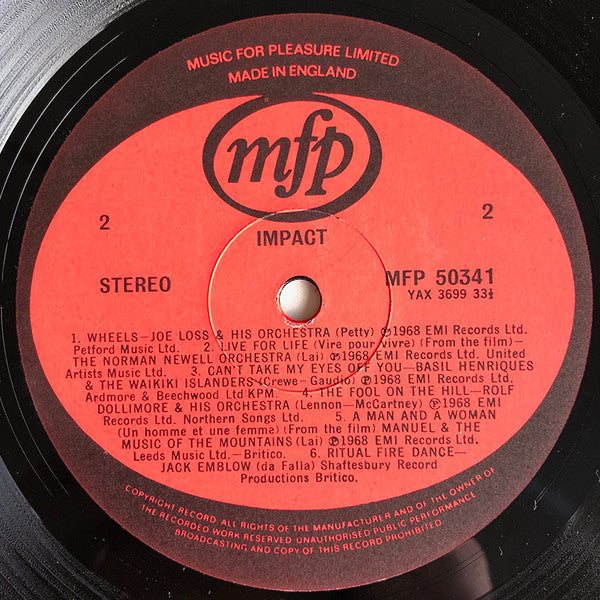 MUSIC FOR PLEASURE LIMITED
MADE IN ENGLAND
mfp
2
2
IMPACT
STEREO
MFP 50341
YAX 3699 33⅓
1. WHEELS—JOE LOSS & HIS ORCHESTRA (Petty) ℗1968 EMI Records Ltd.
Petford Music Ltd. 2. LIVE FOR LIFE (Vire pour vivre) (From the film)—
THE NORMAN NEWELL ORCHESTRA (Lai) ℗1968 EMI Records Ltd. United
Artists Music Ltd. 3. CAN'T TAKE MY EYES OFF YOU—BASIL HENRIQUES
& THE WAIKIKI ISLANDERS (Crewe-Gaudio) ℗1968 EMI Records Ltd.
Ardmore & Beechwood Ltd KPM. 4. THE FOOL ON THE HILL—ROLF
DOLLIMORE & HIS ORCHESTRA (Lennon—McCartney) ℗1968 EMI
Records Ltd. Northern Songs Ltd. 5. A MAN AND A WOMAN
(Un homme et une femme) (From the film) MANUEL & THE
MUSIC OF THE MOUNTAINS (Lai) ℗1968 EMI Records Ltd.
Leeds Music Ltd.—Britico. 6. RITUAL FIRE DANCE—
JACK EMBLOW (da Falla) Shaftesbury Record
Productions Britico.
COPYRIGHT RECORD. ALL RIGHTS OF THE MANUFACTURER AND OF THE OWNER OF
THE RECORDED WORK RESERVED UNAUTHORISED PUBLIC PERFORMANCE
BROADCASTING AND COPY OF THIS RECORD PROHIBITED.